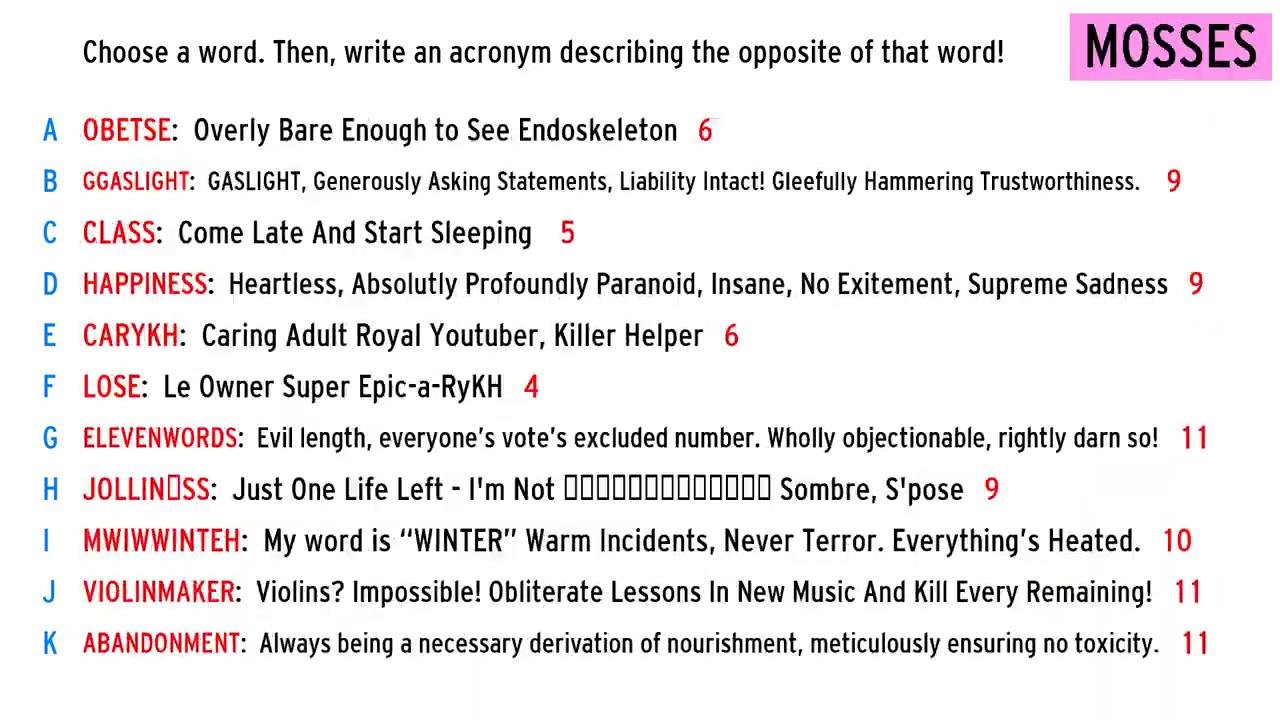 Choose a word. Then, write an acronym describing the opposite of that word!
MOSSES
A OBETSE: Overly Bare Enough to See Endoskeleton 6
B GGASLIGHT: GASLIGHT, Generously Asking Statements, Liability Intact! Gleefully Hammering Trustworthiness. 9
C CLASS: Come Late And Start Sleeping 5
D HAPPINESS: Heartless, Absolutly Profoundly Paranoid, Insane, No Exitement, Supreme Sadness 9
E CARYKH: Caring Adult Royal Youtuber, Killer Helper 6
F LOSE: Le Owner Super Epic-a-RyKH 4
G ELEVENWORDS: Evil length, everyone's vote's excluded number. Wholly objectionable, rightly darn so! 11
H JOLLIN▯SS: Just One Life Left - I'm Not ▯▯▯▯▯▯▯▯▯▯▯▯▯ Sombre, S'pose 9
I MWIWWINTEH: My word is “WINTER” Warm Incidents, Never Terror. Everything's Heated. 10
J VIOLINMAKER: Violins? Impossible! Obliterate Lessons In New Music And Kill Every Remaining! 11
K ABANDONMENT: Always being a necessary derivation of nourishment, meticulously ensuring no toxicity. 11